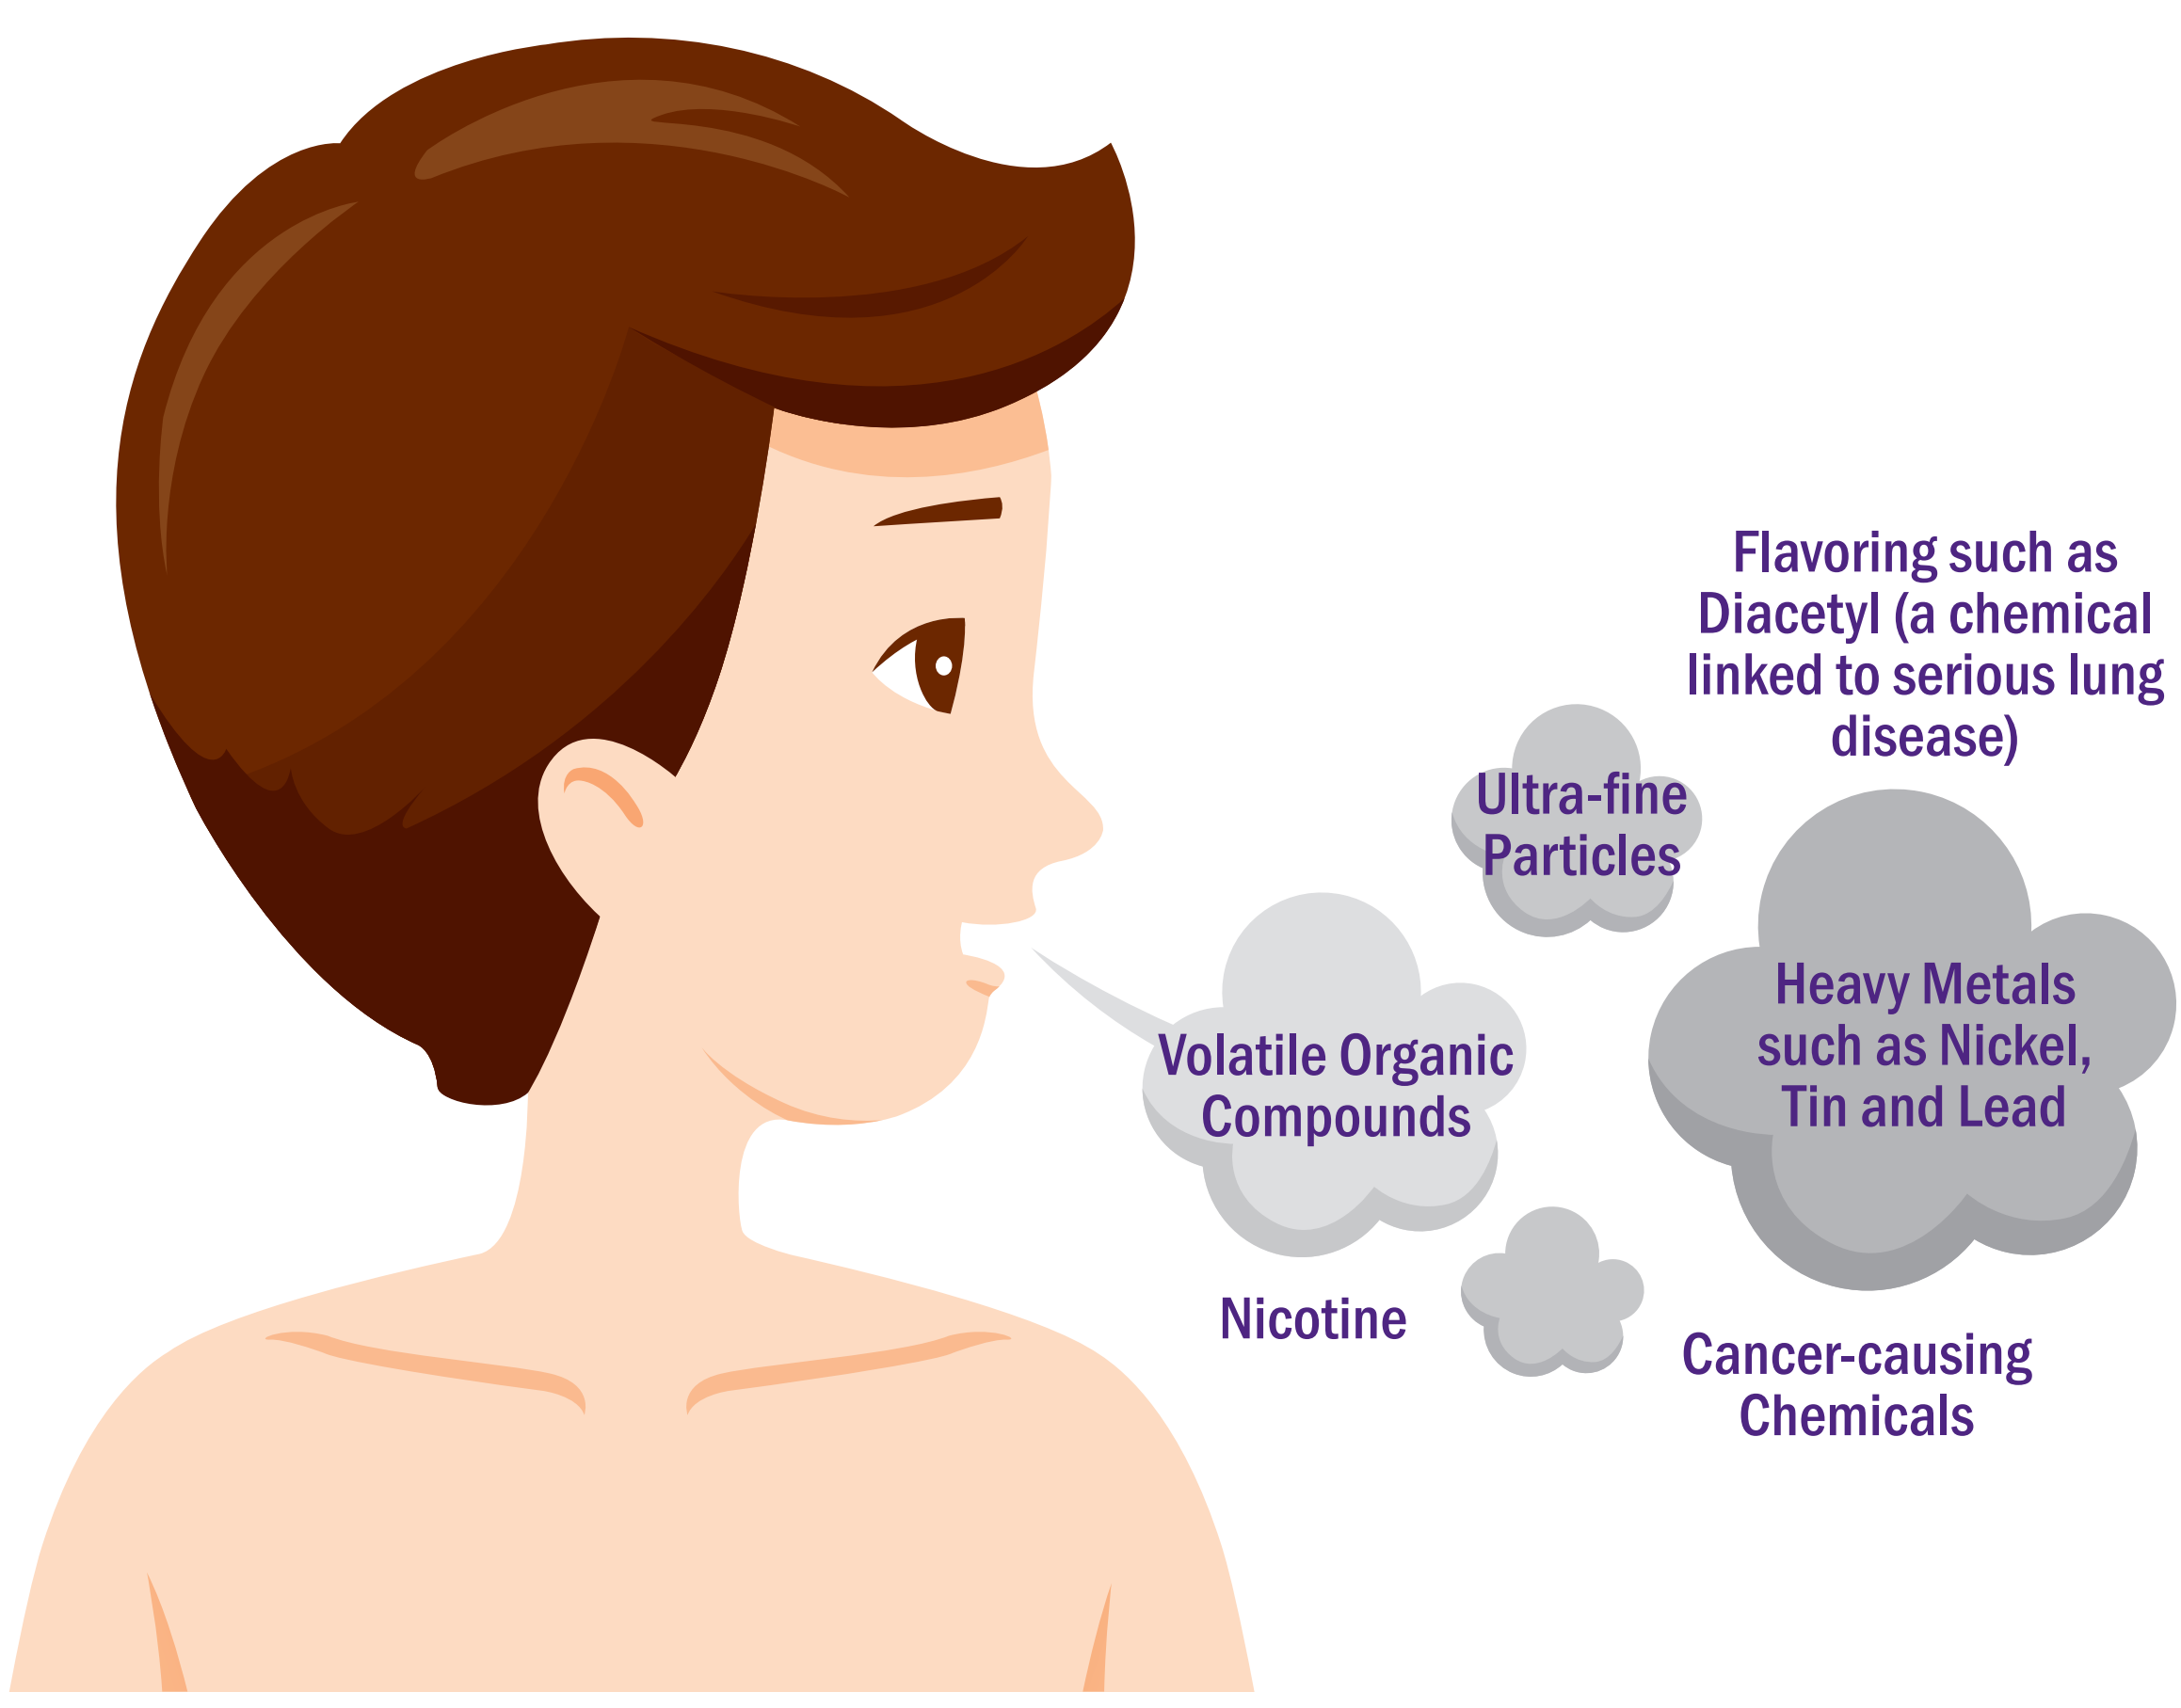 Flavoring such as
Diacetyl (a chemical
linked to serious lung
disease)
Ultra-fine
Particles
Heavy Metals
such as Nickel,
Tin and Lead
Volatile Organic
Compounds
Nicotine
Cancer-causing
Chemicals